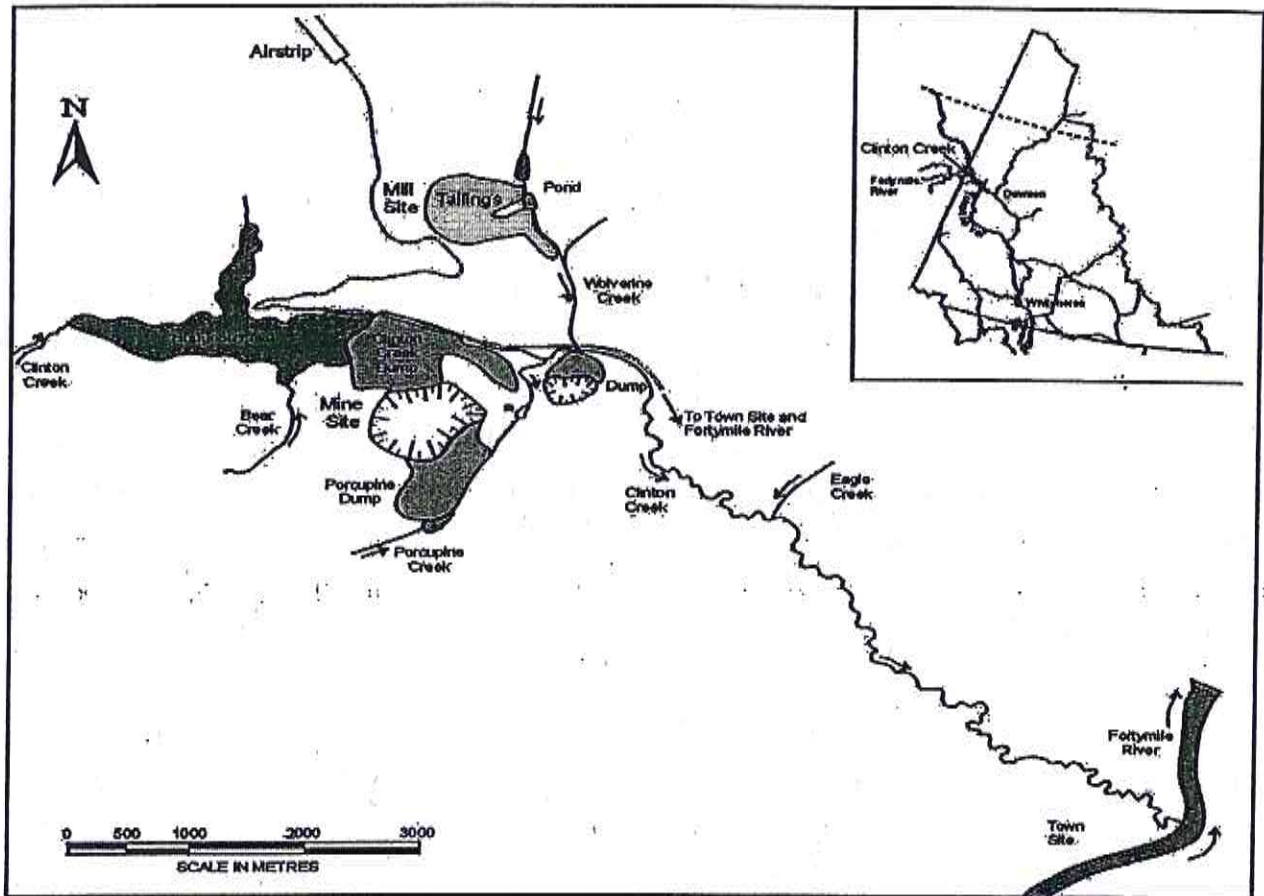 Airstrip
N
Mill
Site
Tailings
Pond
Wolverine
Creek
Clinton
Creek
Clinton
Creek
Dump
Dump
Bear
Creek
Mine
Site
To Town Site and
Fortymile River
Porcupine
Dump
Clinton
Creek
Eagle
Creek
Porcupine
Creek
Fortymile
River
Town
Site
0 500 1000 2000 3000
SCALE IN METRES
Clinton Creek
Fortymile
River
Dawson
Whitehorse